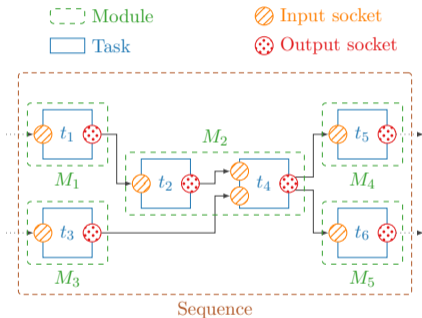 Module
Input socket
Task
Output socket
M₂
t₁
t₅
M₁
t₂
t₄
M₄
t₃
t₆
M₃
M₅
Sequence